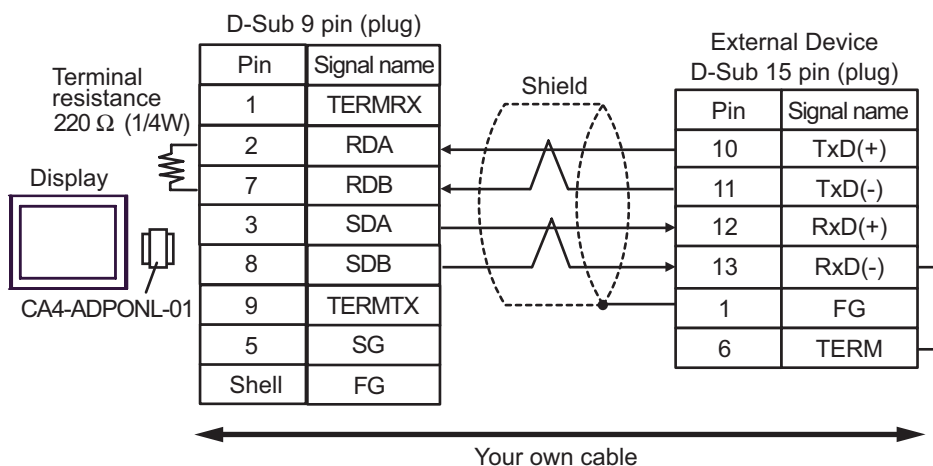 D-Sub 9 pin (plug)
Pin Signal name
1 TERMRX
2 RDA
7 RDB
3 SDA
8 SDB
9 TERMTX
5 SG
Shell FG
Terminal
resistance
220 Ω (1/4W)
Display
CA4-ADPONL-01
Shield
External Device
D-Sub 15 pin (plug)
Pin Signal name
10 TxD(+)
11 TxD(-)
12 RxD(+)
13 RxD(-)
1 FG
6 TERM
Your own cable